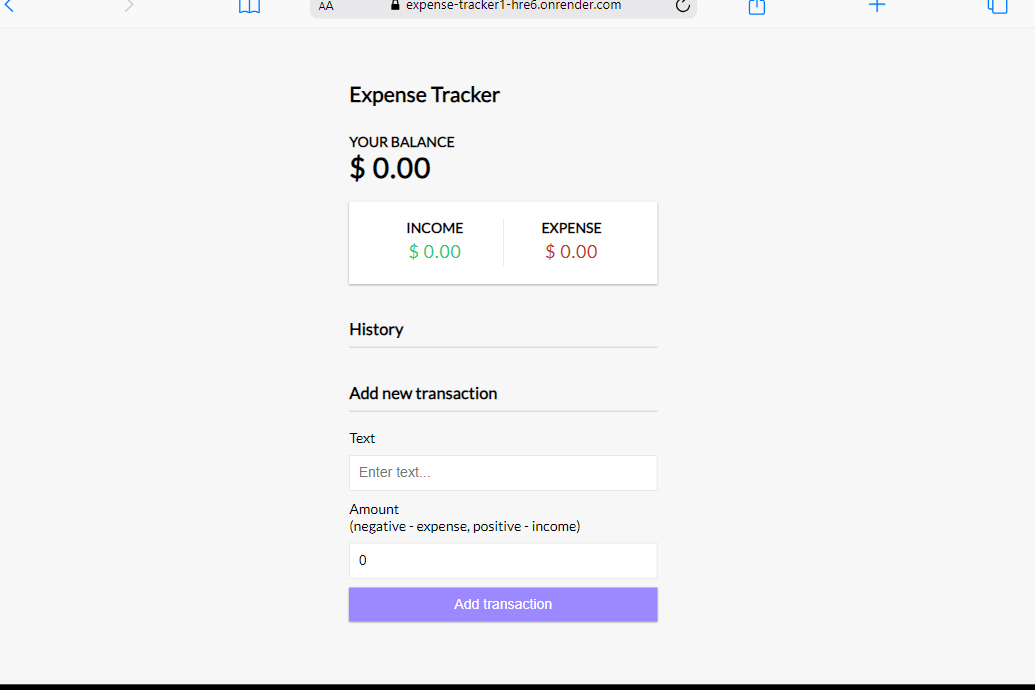 AA expense-tracker1-hre6.onrender.com
Expense Tracker
YOUR BALANCE
$ 0.00
INCOME EXPENSE
$ 0.00 $ 0.00
History
Add new transaction
Text
Enter text...
Amount
(negative - expense, positive - income)
0
Add transaction